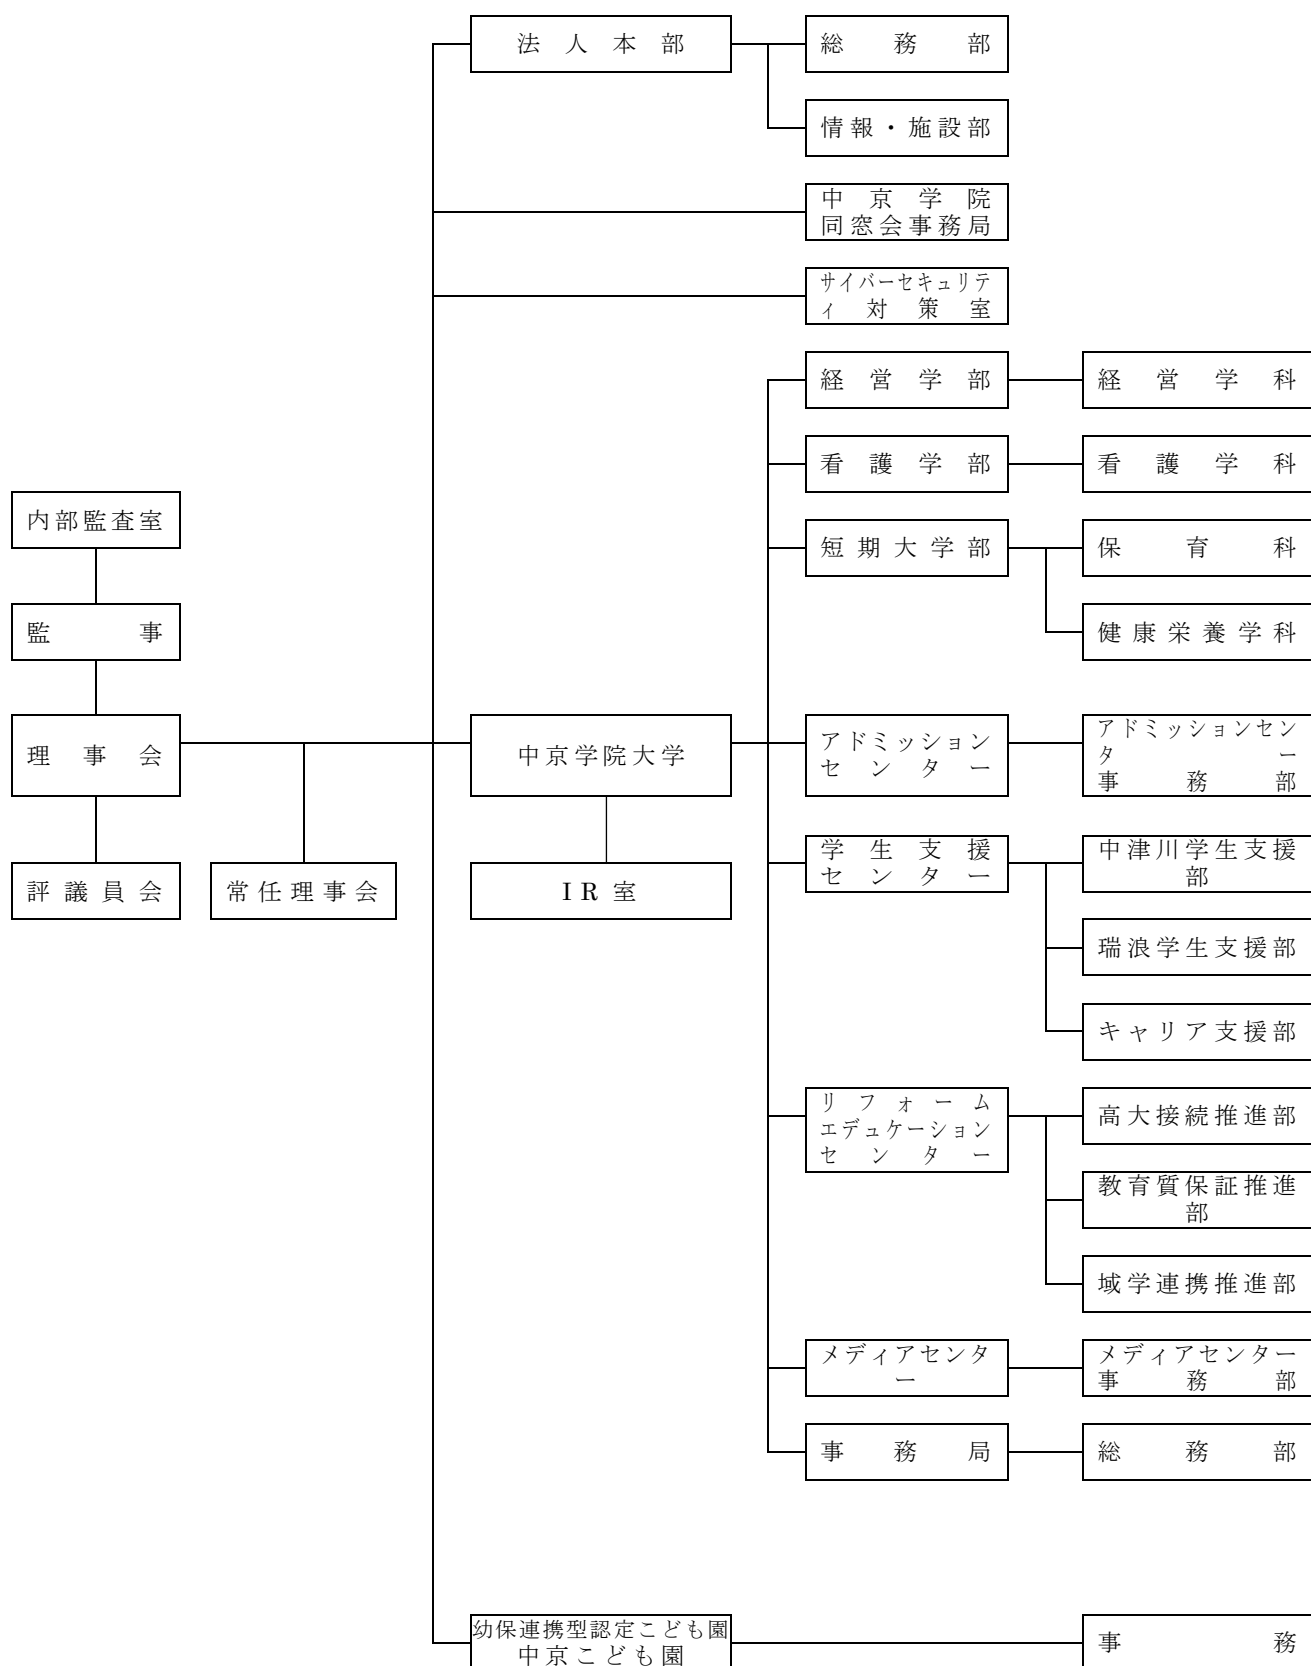 法人本部
総務部
情報・施設部
中京学院
同窓会事務局
サイバーセキュリテ
ィ対策室
経営学部
経営学科
看護学部
看護学科
内部監査室
短期大学部
保育科
監事
健康栄養学科
理事会
中京学院大学
アドミッション
センター
アドミッションセン
ター
事務部
評議員会
常任理事会
IR室
学生支援
センター
中津川学生支援
部
瑞浪学生支援部
キャリア支援部
リフォーム
エデュケーション
センター
高大接続推進部
教育質保証推進
部
域学連携推進部
メディアセンタ
ー
メディアセンター
事務部
事務局
総務部
幼保連携型認定こども園
中京こども園
事務